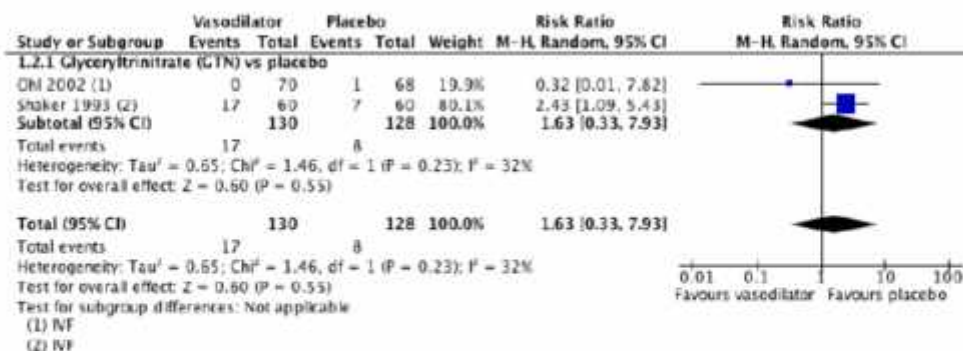 Vasodilator Placebo Risk Ratio Risk Ratio
Study or Subgroup Events Total Events Total Weight M-H, Random, 95% CI M-H, Random, 95% CI
1.2.1 Glyceryltrinitrate (GTN) vs placebo
Ohl 2002 (1) 0 70 1 68 19.9% 0.32 [0.01, 7.82]
Shaker 1993 (2) 17 60 7 60 80.1% 2.43 [1.09, 5.43]
Subtotal (95% CI) 130 128 100.0% 1.63 [0.33, 7.93]
Total events 17 8
Heterogeneity: Tau² = 0.65; Chi² = 1.46, df = 1 (P = 0.23); I² = 32%
Test for overall effect: Z = 0.60 (P = 0.55)
Total (95% CI) 130 128 100.0% 1.63 [0.33, 7.93]
Total events 17 8
Heterogeneity: Tau² = 0.65; Chi² = 1.46, df = 1 (P = 0.23); I² = 32%
Test for overall effect: Z = 0.60 (P = 0.55)
Test for subgroup differences: Not applicable
0.01 0.1 1 10 100
Favours vasodilator Favours placebo
(1) IVF
(2) IVF